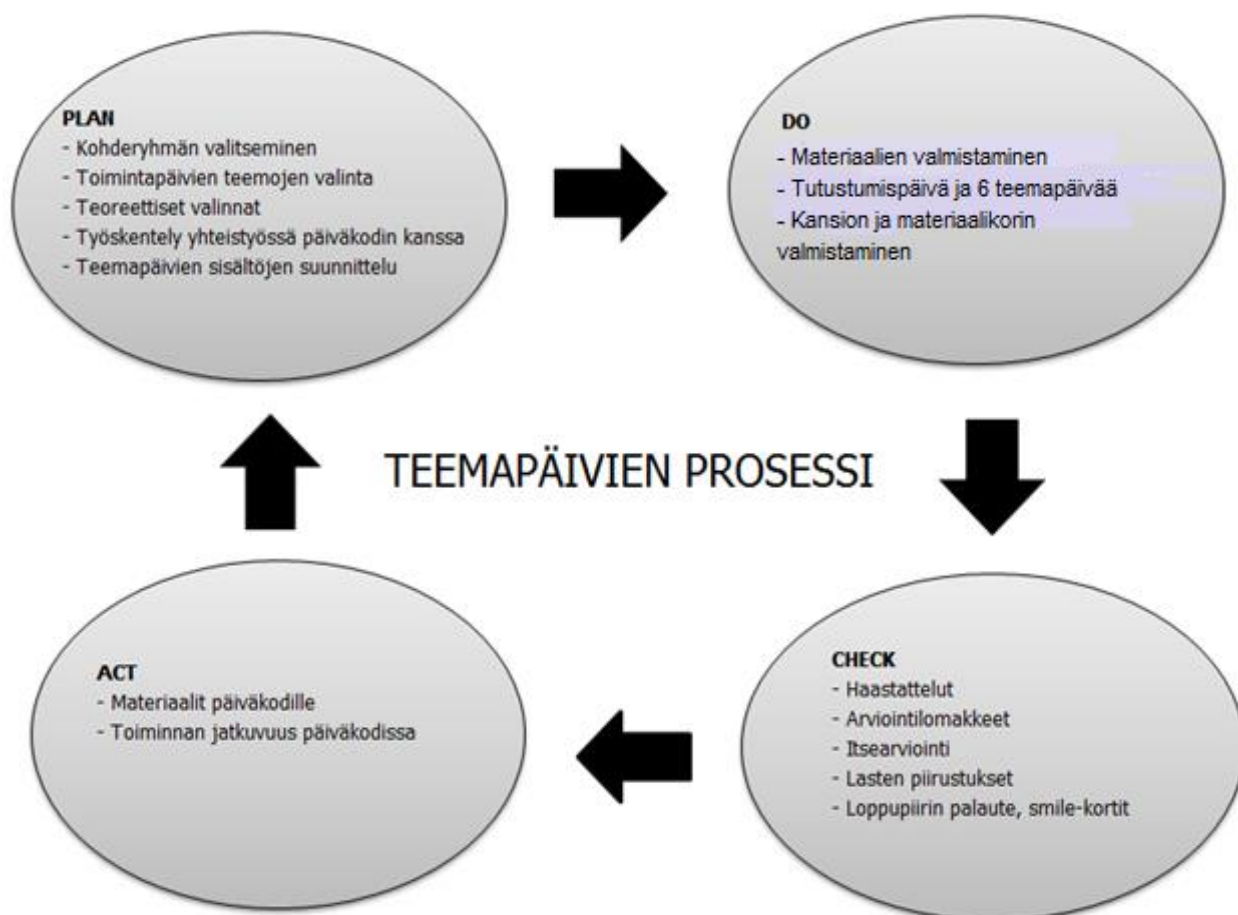 PLAN
- Kohderyhmän valitseminen
- Toimintapäivien teemojen valinta
- Teoreettiset valinnat
- Työskentely yhteistyössä päiväkodin kanssa
- Teemapäivien sisältöjen suunnittelu
DO
- Materiaalien valmistaminen
- Tutustumispäivä ja 6 teemapäivää
- Kansion ja materiaalikorin
valmistaminen
TEEMAPÄIVIEN PROSESSI
ACT
- Materiaalit päiväkodille
- Toiminnan jatkuvuus päiväkodissa
CHECK
- Haastattelut
- Arviointilomakkeet
- Itsearviointi
- Lasten piirustukset
- Loppupiirin palaute, smile-kortit